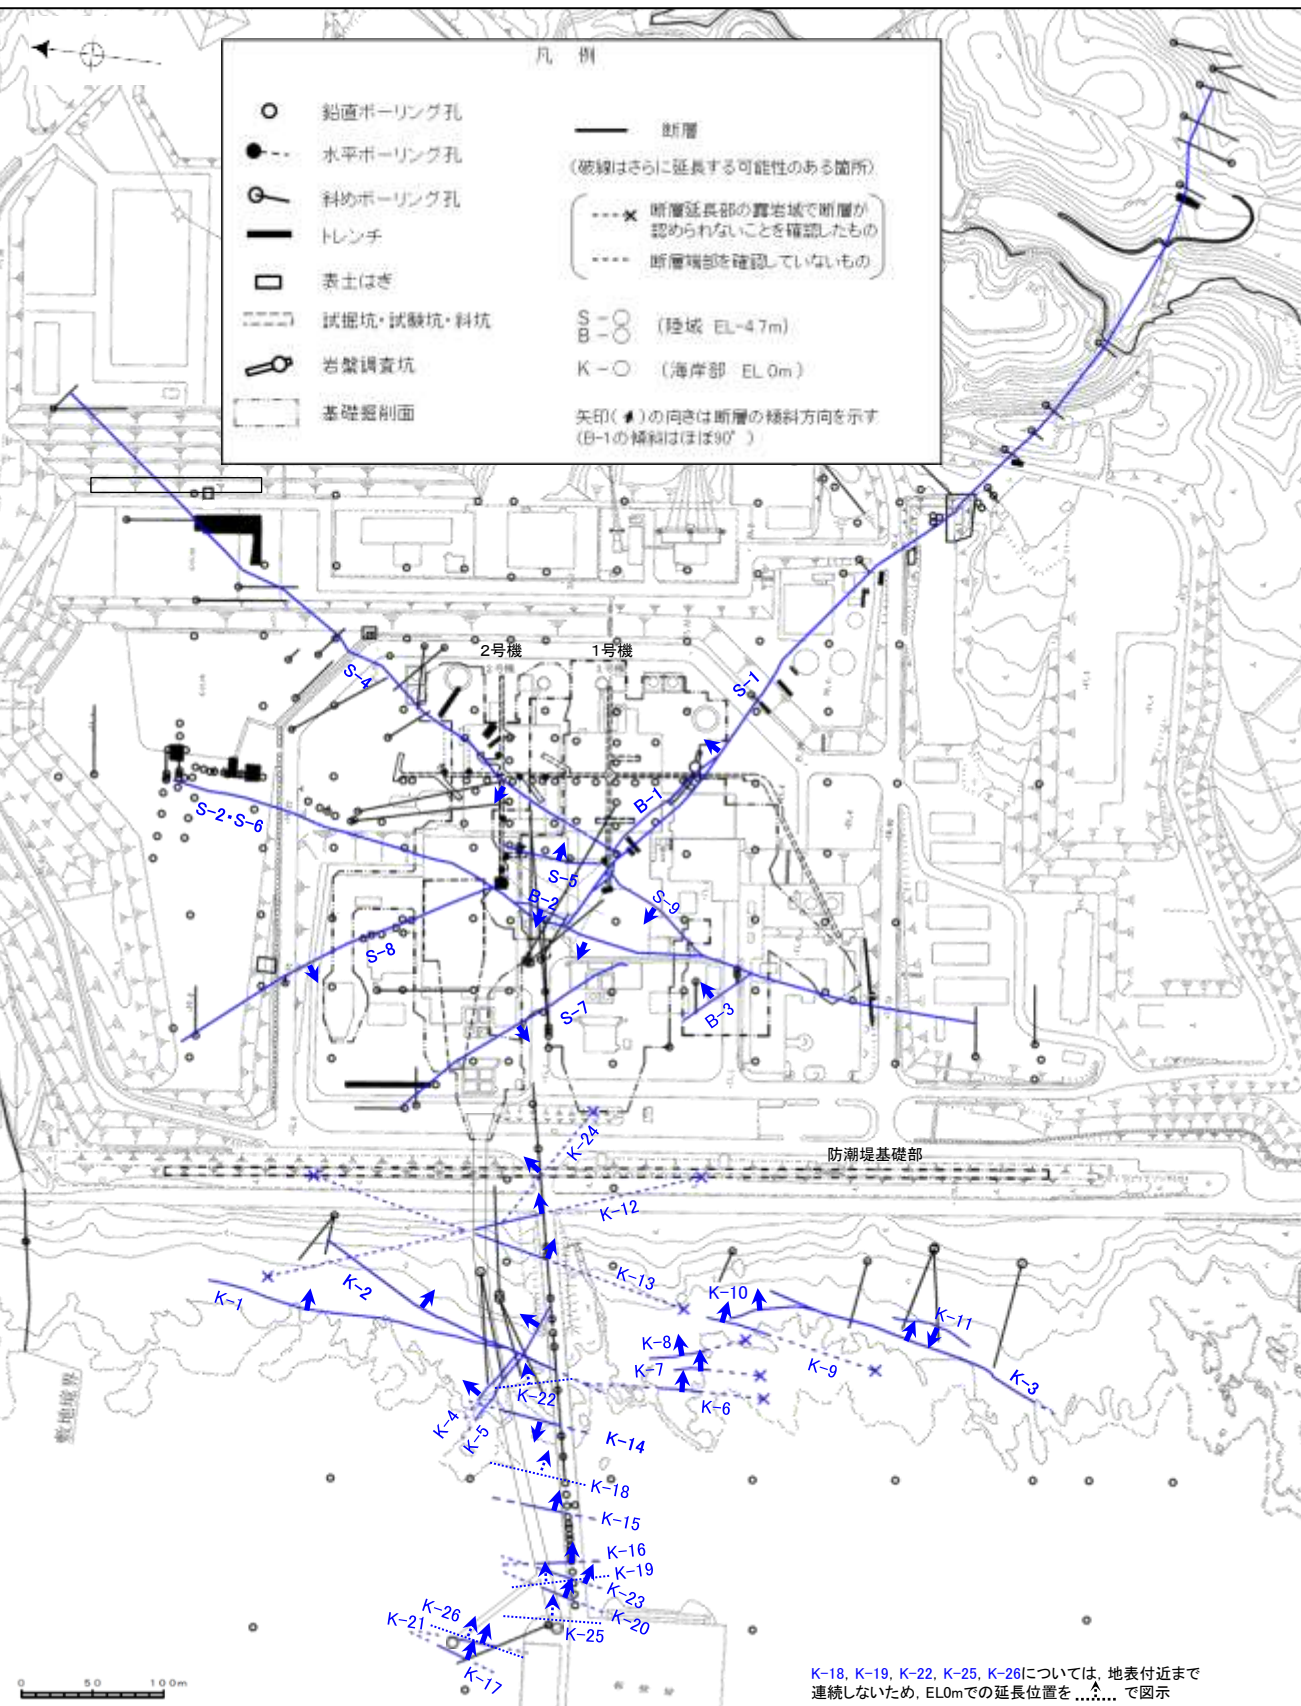 凡 例
鉛直ボーリング孔
水平ボーリング孔
斜めボーリング孔
トレンチ
表土はぎ
試掘坑・試験坑・斜坑
岩盤調査坑
基礎掘削面
断層
(破線はさらに延長する可能性のある箇所)
断層延長部の露岩域で断層が
認められないことを確認したもの
断層端部を確認していないもの
S-○
B-○
(陸域 EL-4.7m)
K-○ (海岸部 EL 0m)
矢印( )の向きは断層の傾斜方向を示す
(B-1の傾斜はほぼ90°)
2号機
1号機
2号機
1号機
S-4
S-1
B-1
S-2・S-6
S-5
B-2
S-9
S-8
S-7
B-3
K-24
防潮堤基礎部
K-12
K-13
K-2
K-1
K-10
K-11
K-8
K-7
K-9
K-6
K-3
K-22
K-4
K-5
K-14
K-18
K-15
K-16
K-19
K-23
K-20
K-26
K-21
K-25
K-17
敷地境界
0 50 100m
K-18, K-19, K-22, K-25, K-26については, 地表付近まで
連続しないため, EL0mでの延長位置を で図示